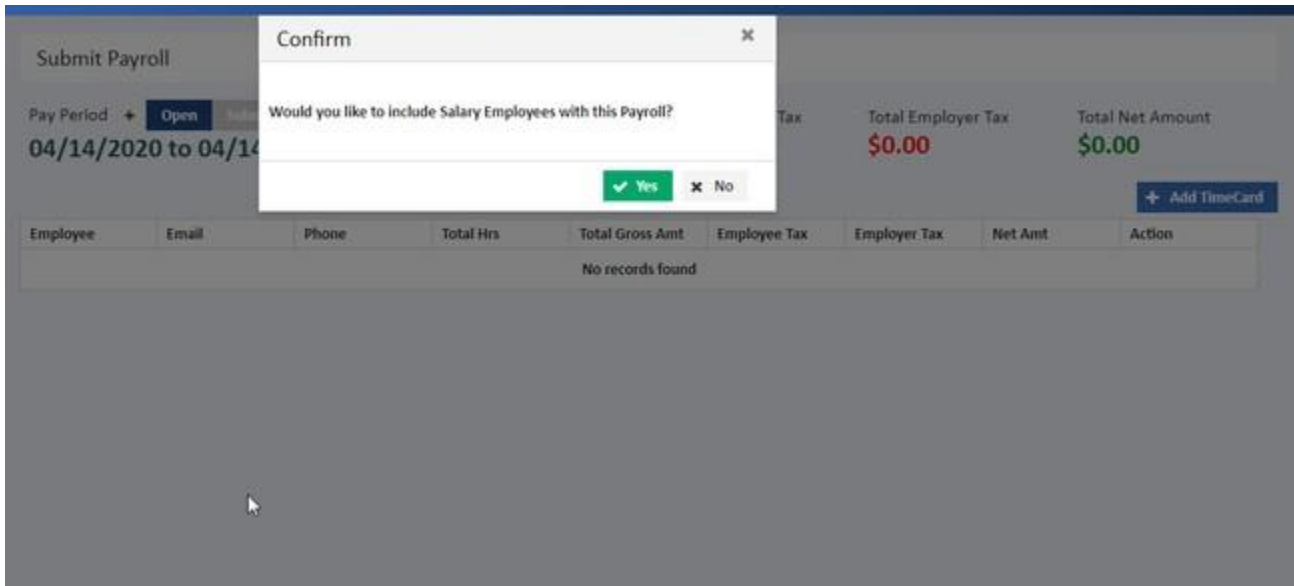 Confirm
Submit Payroll
Would you like to include Salary Employees with this Payroll?
Pay Period + Open Tax Total Employer Tax Total Net Amount
04/14/2020 to 04/14 $0.00 $0.00
Yes No
+ Add TimeCard
Employee Email Phone Total Hrs Total Gross Amt Employee Tax Employer Tax Net Amt Action
No records found